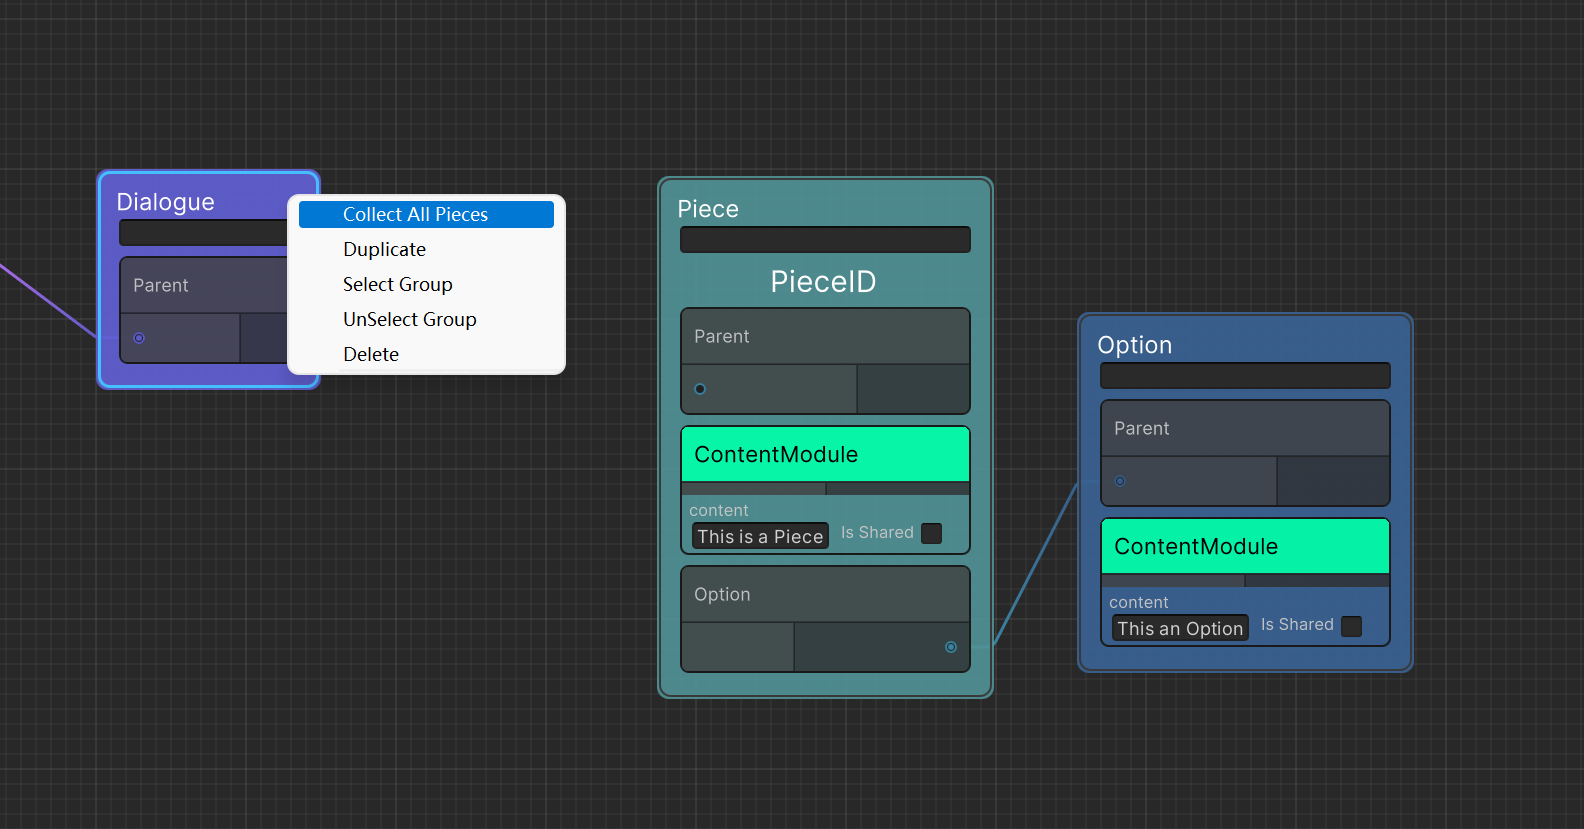 Dialogue
Parent
Collect All Pieces
Duplicate
Select Group
UnSelect Group
Delete
Piece
PieceID
Parent
ContentModule
content
This is a Piece
Is Shared
Option
Option
Parent
ContentModule
content
This an Option
Is Shared